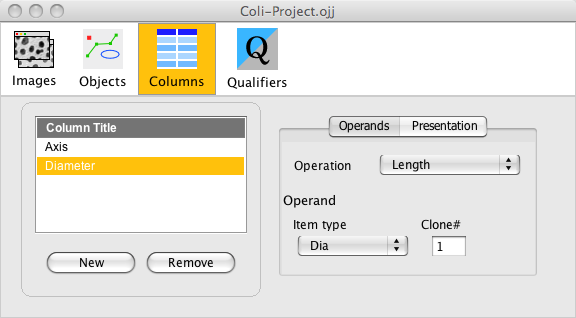 Coli-Project.ojj
Images Objects Columns Q Qualifiers
Column Title
Axis
Diameter
New Remove
Operands Presentation
Operation Length
Operand
Item type Clone#
Dia 1